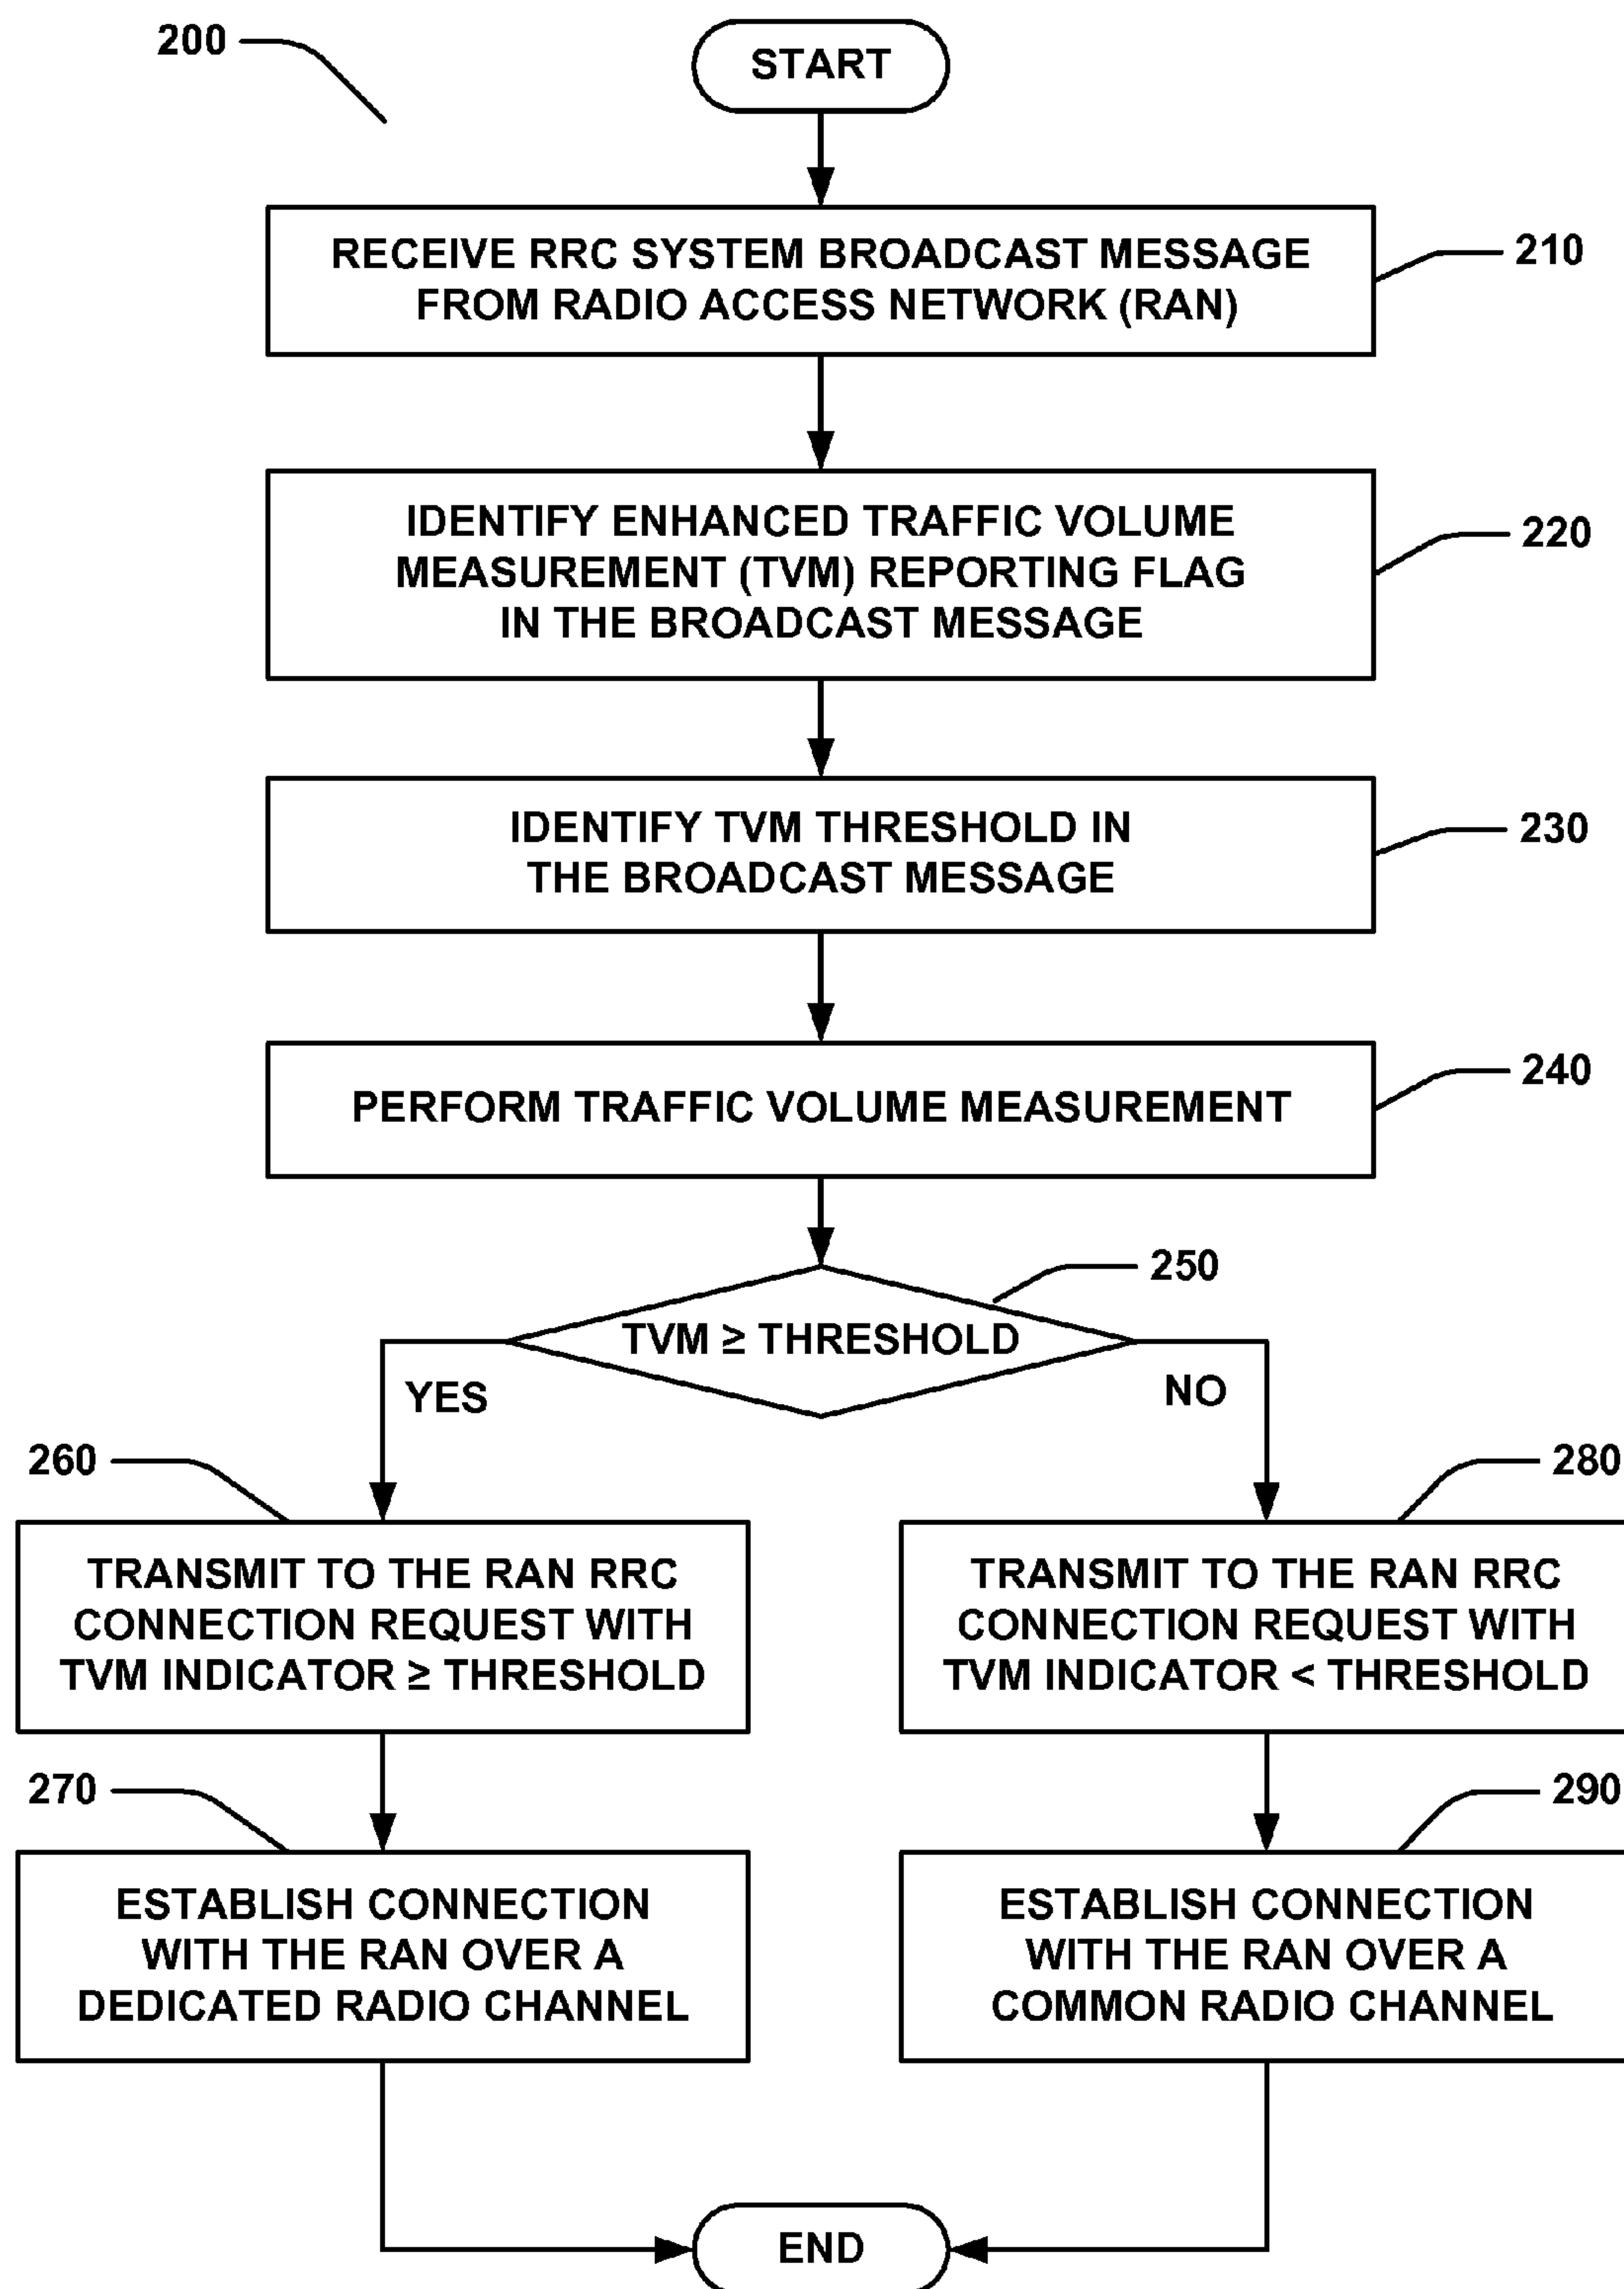 200
START
RECEIVE RRC SYSTEM BROADCAST MESSAGE
FROM RADIO ACCESS NETWORK (RAN)
210
IDENTIFY ENHANCED TRAFFIC VOLUME
MEASUREMENT (TVM) REPORTING FLAG
IN THE BROADCAST MESSAGE
220
IDENTIFY TVM THRESHOLD IN
THE BROADCAST MESSAGE
230
PERFORM TRAFFIC VOLUME MEASUREMENT
240
250
TVM ≥ THRESHOLD
YES
NO
260
TRANSMIT TO THE RAN RRC
CONNECTION REQUEST WITH
TVM INDICATOR ≥ THRESHOLD
280
TRANSMIT TO THE RAN RRC
CONNECTION REQUEST WITH
TVM INDICATOR < THRESHOLD
270
ESTABLISH CONNECTION
WITH THE RAN OVER A
DEDICATED RADIO CHANNEL
290
ESTABLISH CONNECTION
WITH THE RAN OVER A
COMMON RADIO CHANNEL
END